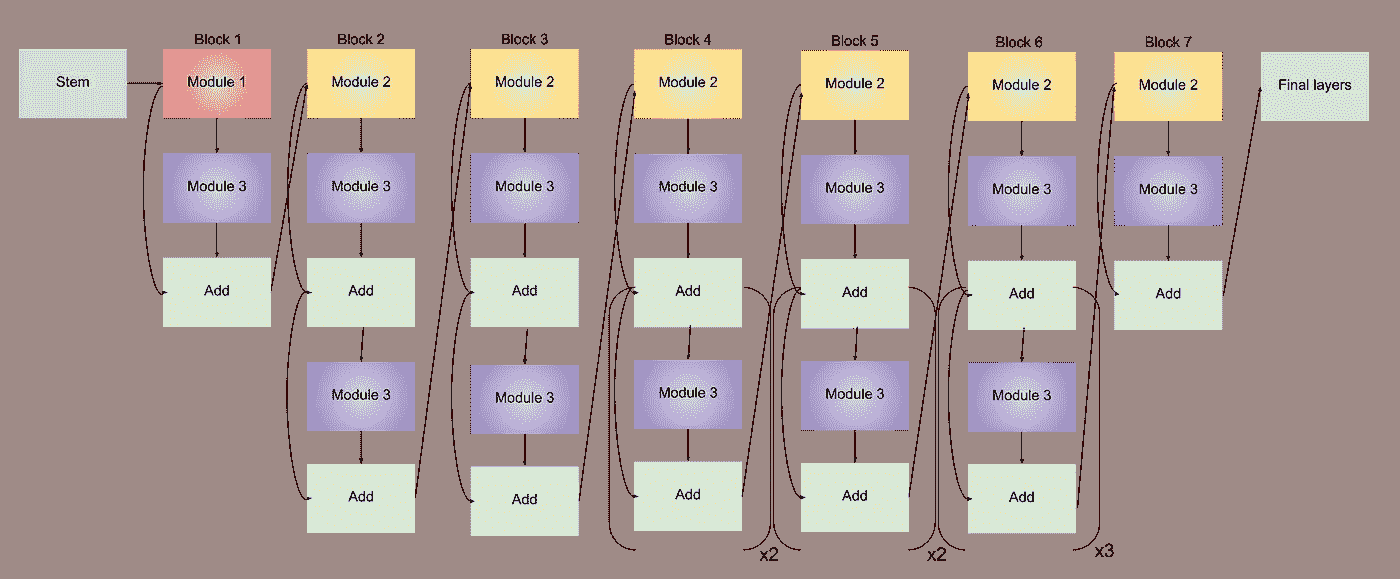 Block 1
Block 2
Block 3
Block 4
Block 5
Block 6
Block 7
Stem
Module 1
Module 2
Module 2
Module 2
Module 2
Module 2
Module 2
Final layers
Module 3
Module 3
Module 3
Module 3
Module 3
Module 3
Module 3
Add
Add
Add
Add
Add
Add
Add
Module 3
Module 3
Module 3
Module 3
Module 3
Add
Add
Add
Add
Add
x2
x2
x3